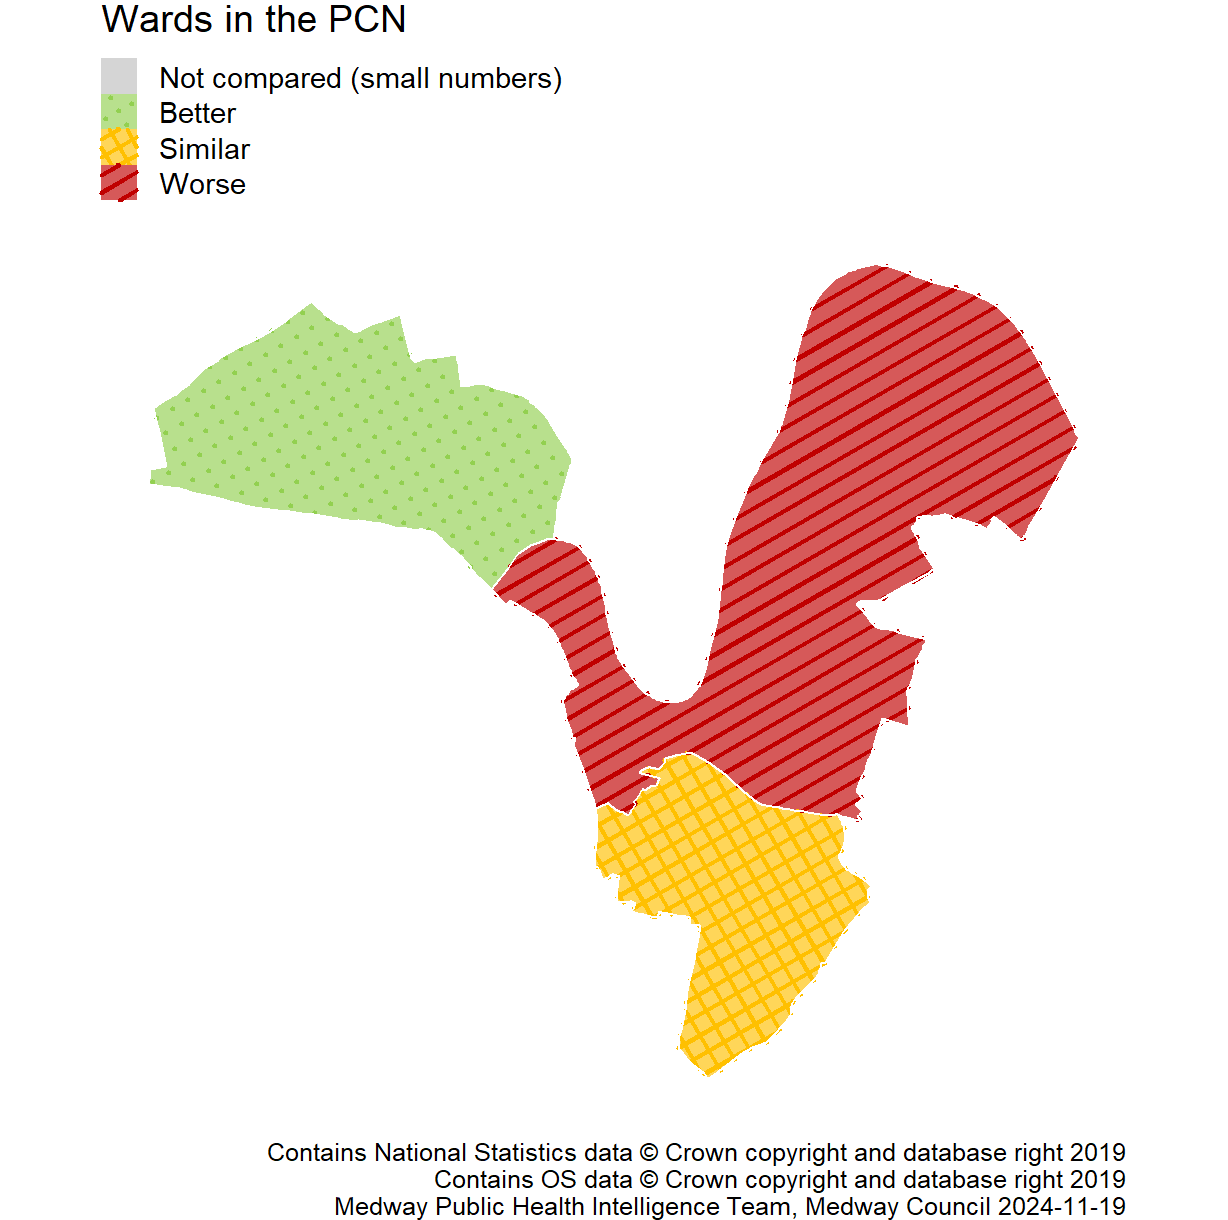 Wards in the PCN
Not compared (small numbers)
Better
Similar
Worse
Contains National Statistics data © Crown copyright and database right 2019
Contains OS data © Crown copyright and database right 2019
Medway Public Health Intelligence Team, Medway Council 2024-11-19